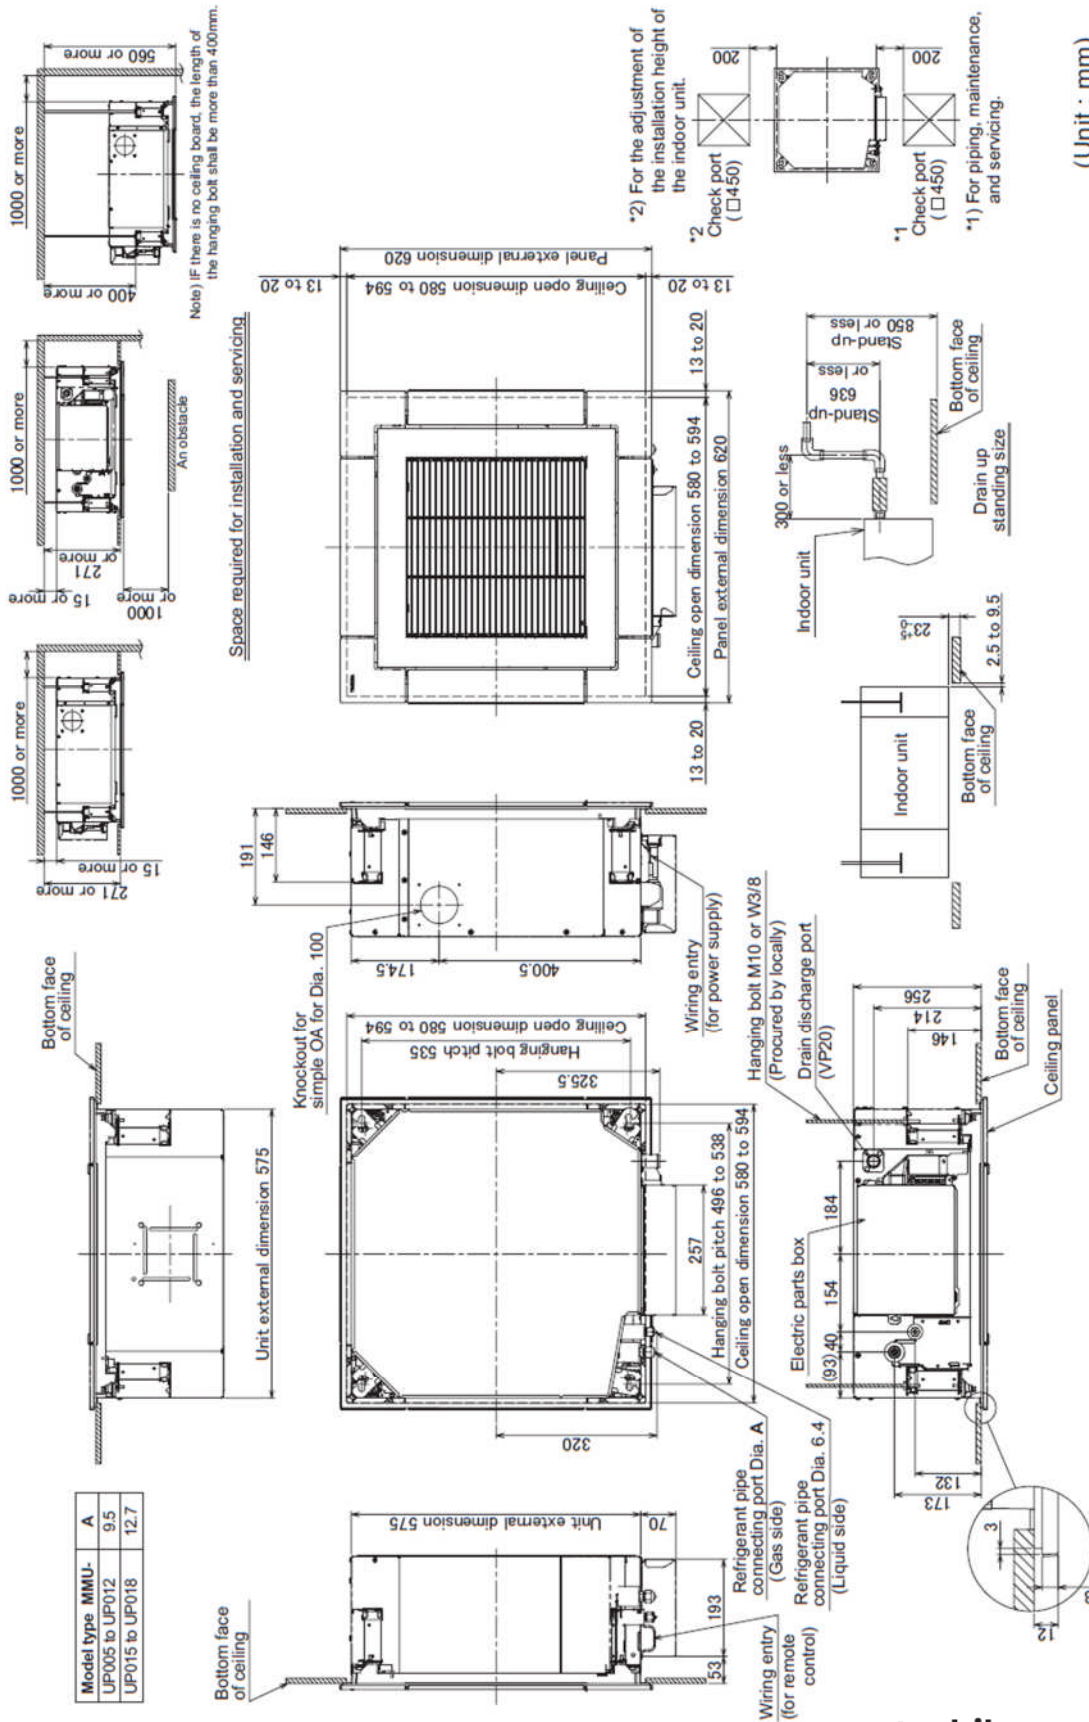 Model type MMU- A
UP005 to UP012 9.5
UP015 to UP018 12.7
Bottom face
of ceiling
Unit external dimension 575
Bottom face
of ceiling
1000 or more
271 or more
15 or more
1000 or more
15 or more
271
or more
1000
or more
An obstacle
1000 or more
400 or more
560 or more
Note) IF there is no ceiling board, the length of
the hanging bolt shall be more than 400mm.
Space required for installation and servicing
Unit external dimension 575
70
53
193
Wiring entry
(for remote
control)
Refrigerant pipe
connecting port Dia. A
(Gas side)
Refrigerant pipe
connecting port Dia. 6.4
(Liquid side)
320
257
Hanging bolt pitch 496 to 538
Ceiling open dimension 580 to 594
Hanging bolt pitch 535
Ceiling open dimension 580 to 594
325.5
Knockout for
simple OA for Dia. 100
191
146
174.5
400.5
Wiring entry
(for power supply)
13 to 20
Ceiling open dimension 580 to 594
Panel external dimension 620
13 to 20
13 to 20
Ceiling open dimension 580 to 594
Panel external dimension 620
13 to 20
*2) For the adjustment of
the installation height of
the indoor unit.
*2
Check port
(□450)
200
200
*1
Check port
(□450)
*1) For piping, maintenance,
and servicing.
3
12
173
132
(93)
40
154
184
Electric parts box
Hanging bolt M10 or W3/8
(Procured by locally)
Drain discharge port
(VP20)
146
214
256
Bottom face
of ceiling
Ceiling panel
Indoor unit
Bottom face
of ceiling
23+5-0
2.5 to 9.5
Indoor unit
300 or less
Stand-up
636
or less
Stand-up
850 or less
Bottom face
of ceiling
Drain up
standing size
(Unit : mm)